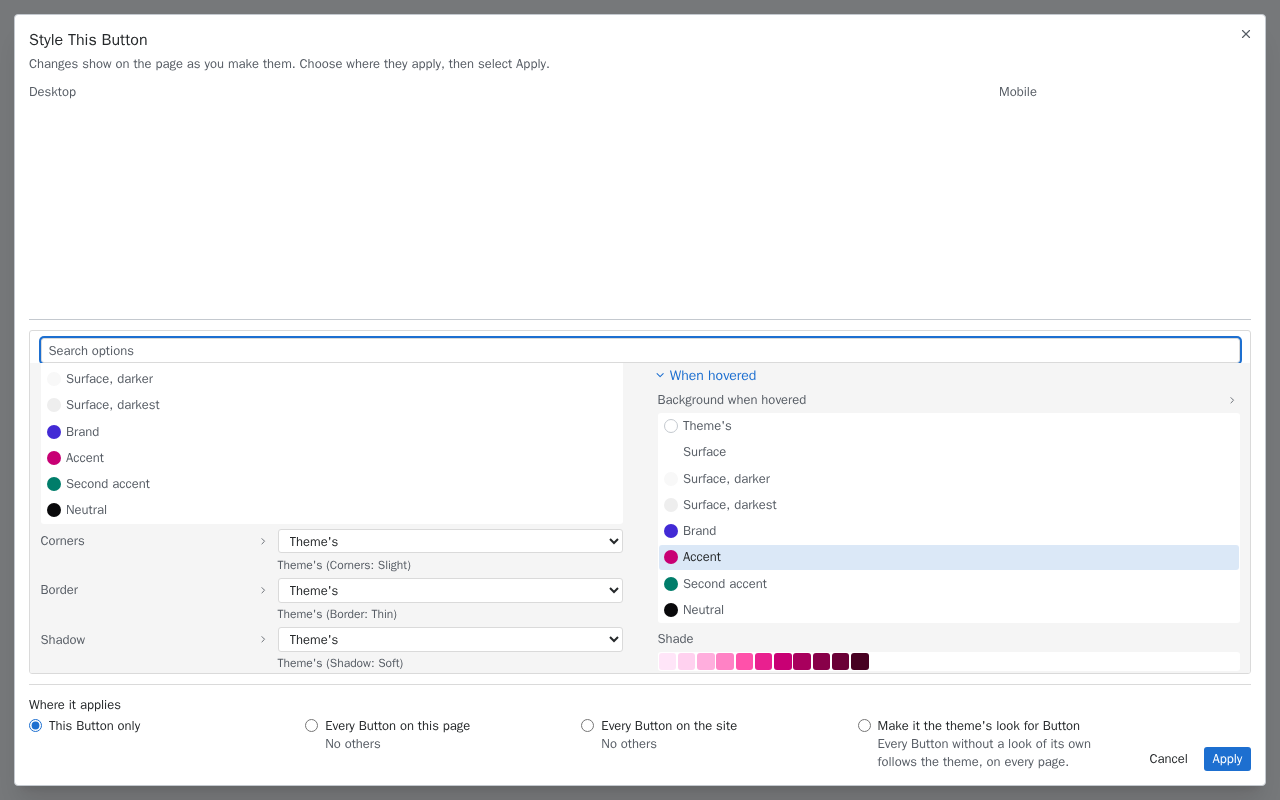 Style This Button
Changes show on the page as you make them. Choose where they apply, then select Apply.
Desktop
Mobile
Search options
Surface, darker
Surface, darkest
Brand
Accent
Second accent
Neutral
Corners
Theme's
Theme's (Corners: Slight)
Border
Theme's
Theme's (Border: Thin)
Shadow
Theme's
Theme's (Shadow: Soft)
When hovered
Background when hovered
Theme's
Surface
Surface, darker
Surface, darkest
Brand
Accent
Second accent
Neutral
Shade
Where it applies
This Button only
Every Button on this page
No others
Every Button on the site
No others
Make it the theme's look for Button
Every Button without a look of its own
follows the theme, on every page.
Cancel
Apply